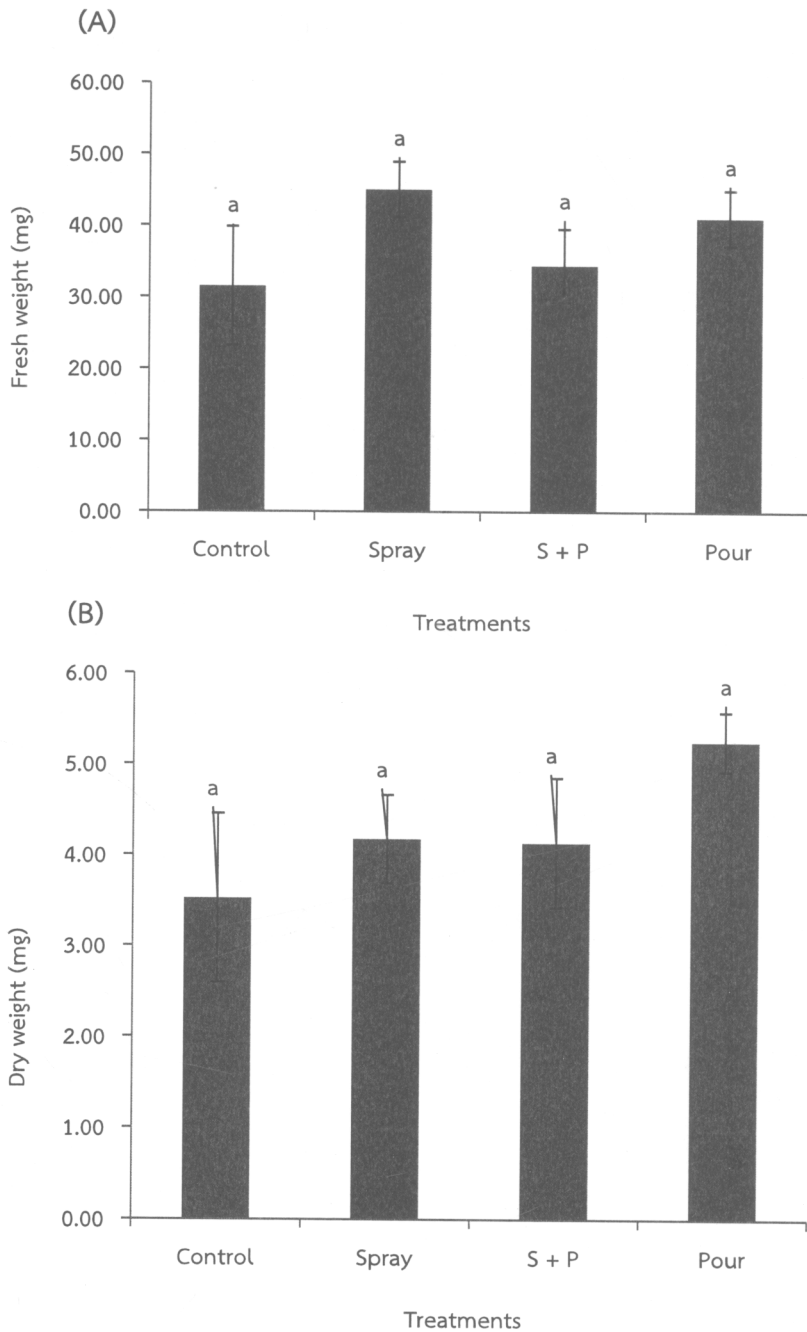 (A)
60.00
50.00
40.00
30.00
20.00
10.00
0.00
Fresh weight (mg)
a
a
a
a
Control
Spray
S + P
Pour
Treatments
(B)
6.00
5.00
4.00
3.00
2.00
1.00
0.00
Dry weight (mg)
a
a
a
a
Control
Spray
S + P
Pour
Treatments